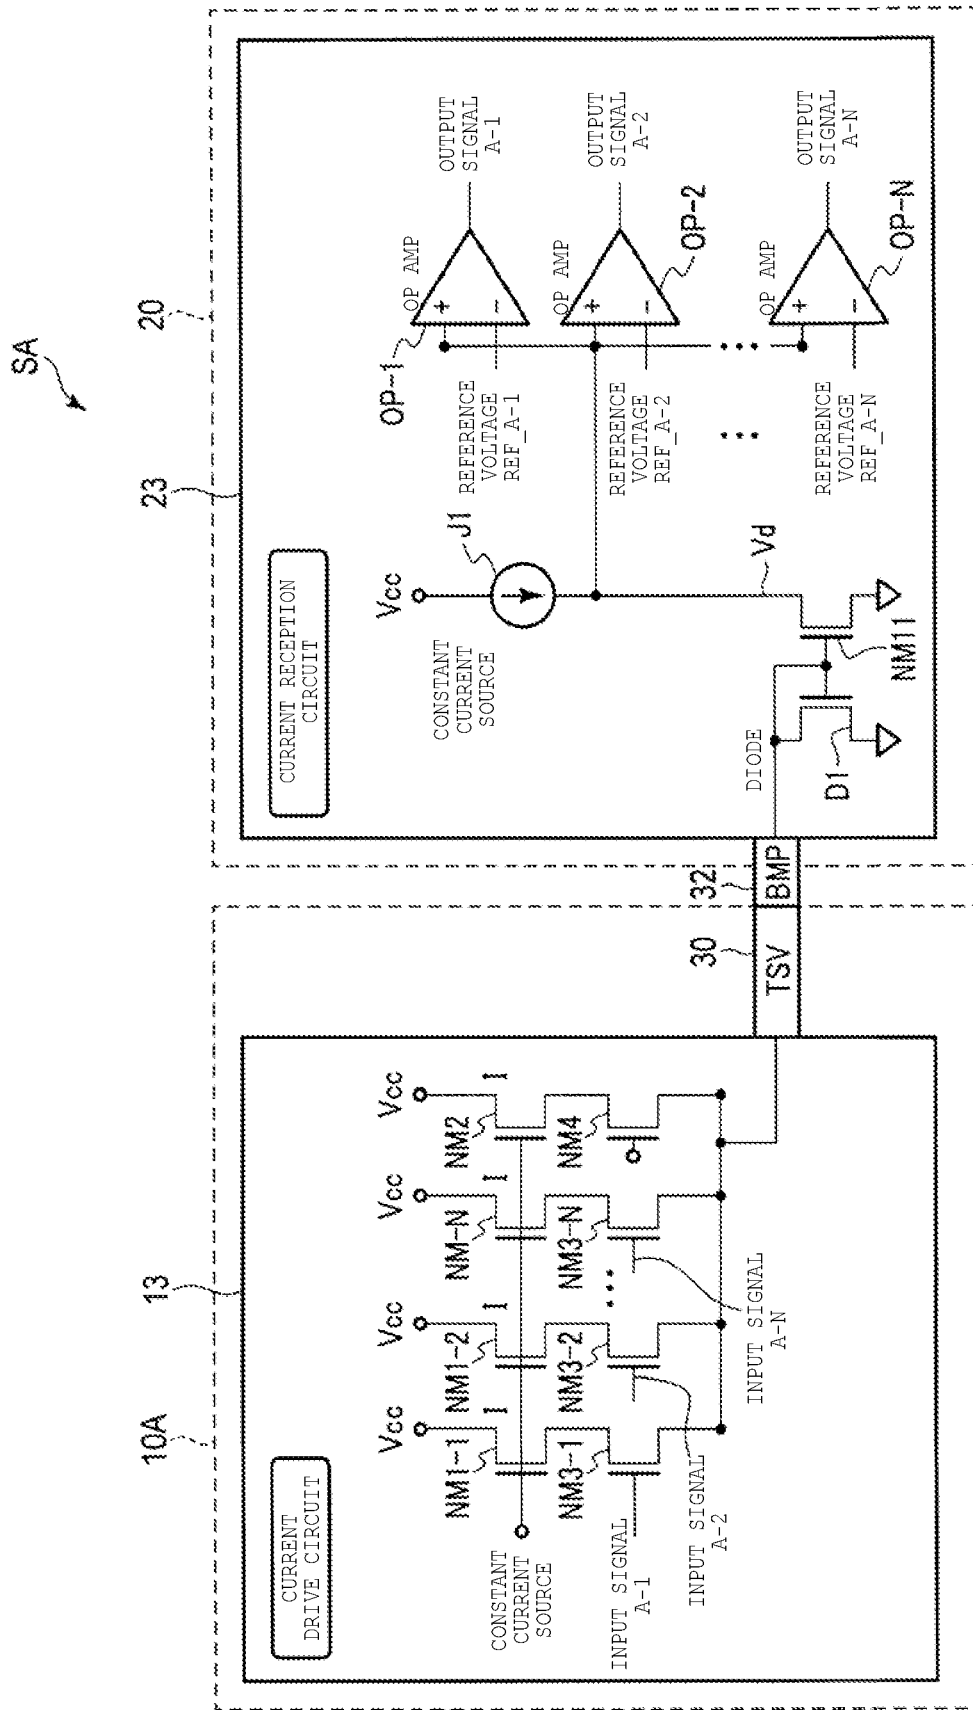 SA
10A
13
CURRENT
DRIVE CIRCUIT
Vcc
Vcc
Vcc
Vcc
NM1-1
I
NM1-2
I
NM-N
I
NM2
I
CONSTANT
CURRENT
SOURCE
NM3-1
NM3-2
NM3-N
NM4
...
INPUT SIGNAL
A-1
INPUT SIGNAL
A-2
INPUT SIGNAL
A-N
30
TSV
32
BMP
20
23
CURRENT RECEPTION
CIRCUIT
Vcc
CONSTANT
CURRENT
SOURCE
J1
Vd
DIODE
D1
NM11
OP-1
OP AMP
+
-
REFERENCE
VOLTAGE
REF_A-1
OUTPUT
SIGNAL
A-1
OP AMP
+
-
OP-2
REFERENCE
VOLTAGE
REF_A-2
OUTPUT
SIGNAL
A-2
...
...
OP AMP
+
-
OP-N
REFERENCE
VOLTAGE
REF_A-N
OUTPUT
SIGNAL
A-N